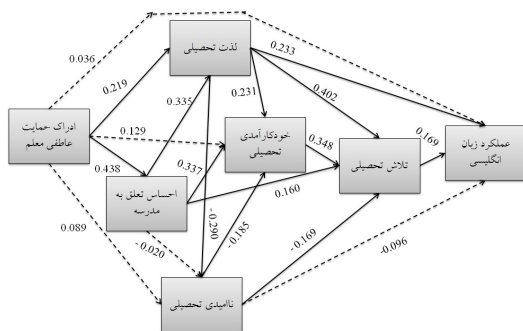 0.036
0.233
لذت تحصیلی
0.219
0.402
0.335
0.231
ادراک حمایت
عاطفی معلم
0.129
خودکارآمدی
تحصیلی
0.348
0.169
عملکرد زبان
انگلیسی
تلاش تحصیلی
0.438
0.337
احساس تعلق به
مدرسه
0.160
0.089
- 0.020
- 0.290
- 0.185
- 0.169
-0.096
ناامیدی تحصیلی